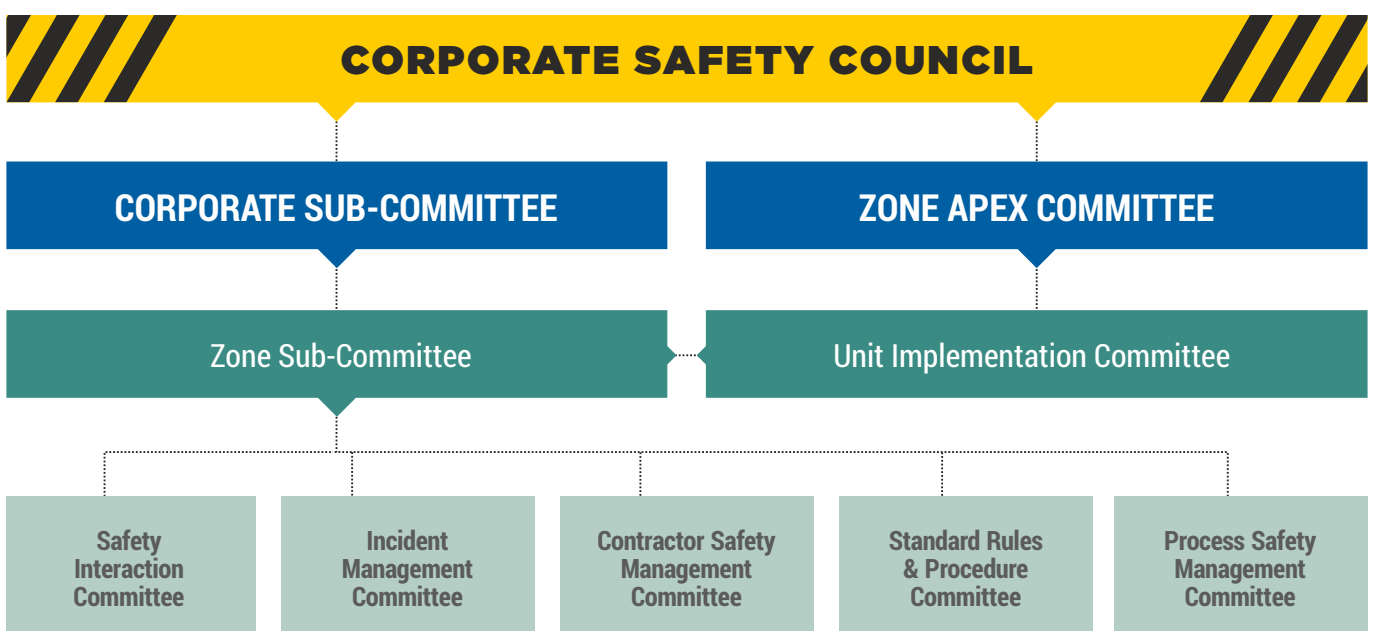 CORPORATE SAFETY COUNCIL
CORPORATE SUB-COMMITTEE
ZONE APEX COMMITTEE
Zone Sub-Committee
Unit Implementation Committee
Safety
Interaction
Committee
Incident
Management
Committee
Contractor Safety
Management
Committee
Standard Rules
& Procedure
Committee
Process Safety
Management
Committee